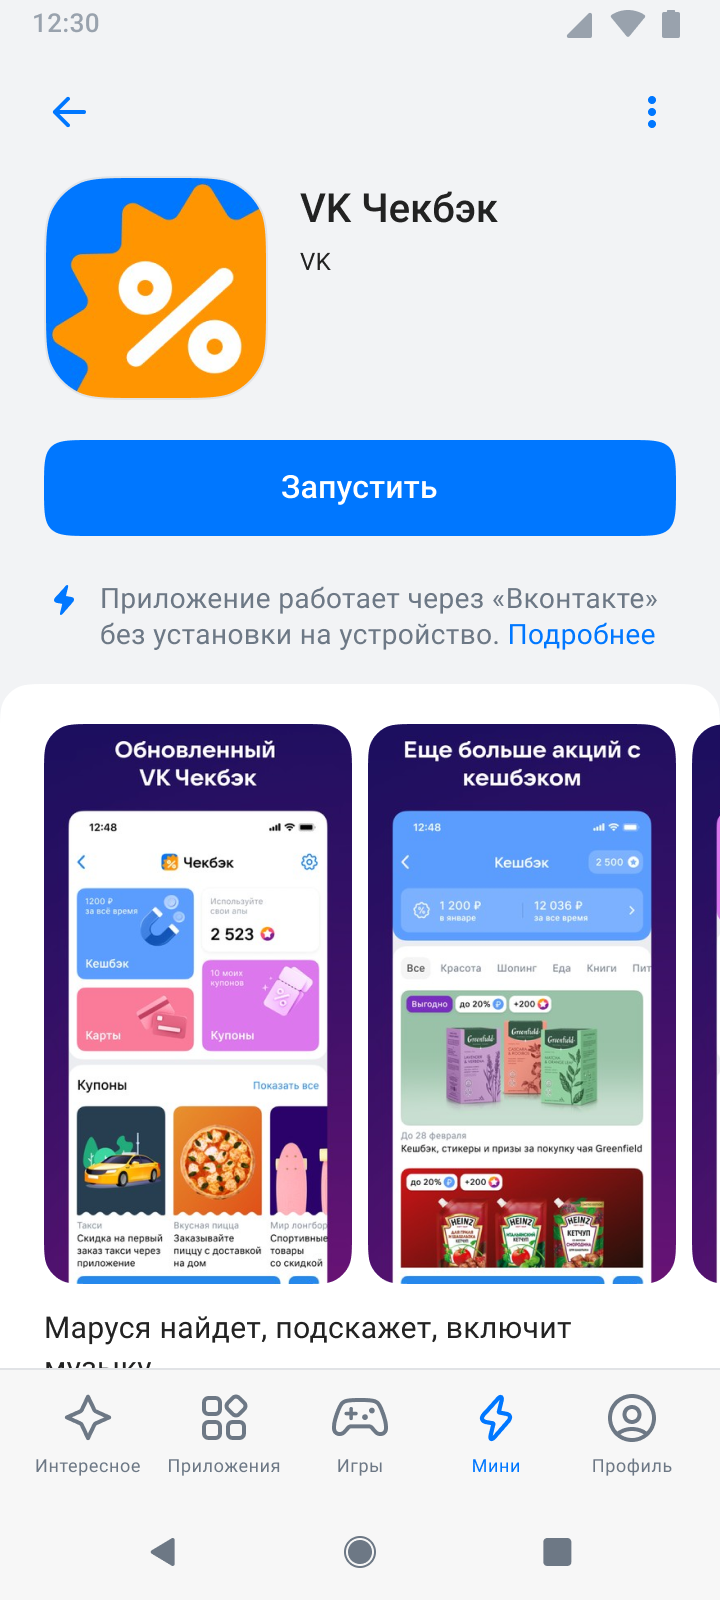 12:30
VK Чекбэк
VK
Запустить
Приложение работает через «Вконтакте»
без установки на устройство. Подробнее
Обновленный
VK Чекбэк
12:48
Чекбэк
1200 ₽
за всё время
Кешбэк
Используйте
свои апы
2 523
Карты
10 моих
купонов
Купоны
Купоны
Показать все
Такси
Скидка на первый
заказ такси через
приложение
Вкусная пицца
Заказывайте
пиццу с доставкой
на дом
Мир лонгбор
Спортивные
товары
со скидкой
Еще больше акций с
кешбэком
12:48
Кешбэк
2 500
1 200 ₽
в январе
12 036 ₽
за все время
Все Красота Шопинг Еда Книги Пит
Выгодно до 20% ₽ +200
Greenfield
Greenfield
Greenfield
До 28 февраля
Кешбэк, стикеры и призы за покупку чая Greenfield
до 20% ₽ +200
HEINZ
HEINZ
HEINZ
КЕТЧУП
Маруся найдет, подскажет, включит
музыку
Интересное
Приложения
Игры
Мини
Профиль